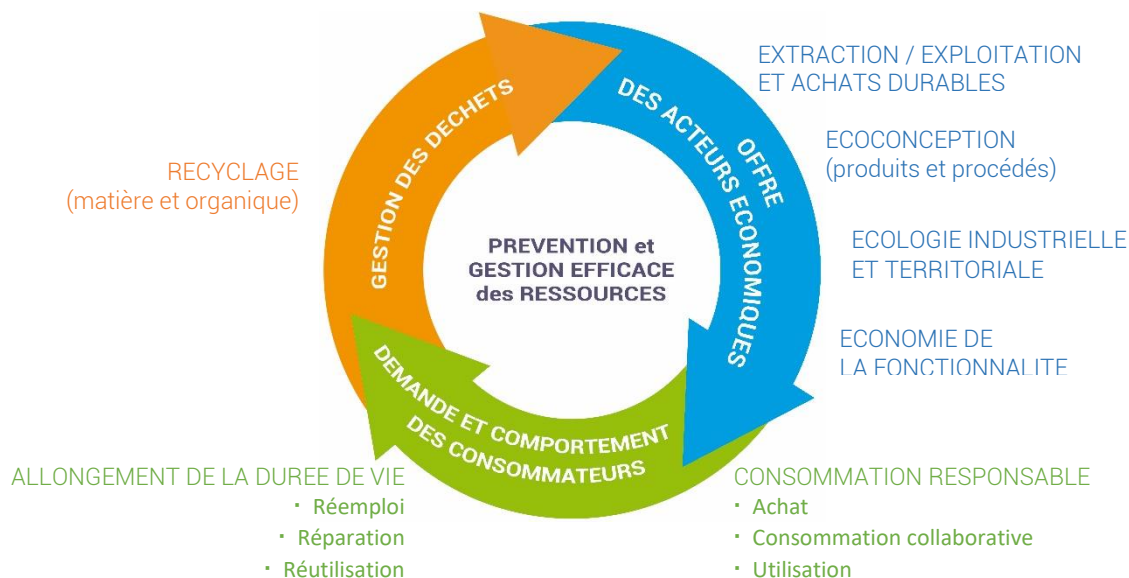 EXTRACTION / EXPLOITATION
ET ACHATS DURABLES
ECOCONCEPTION
(produits et procédés)
ECOLOGIE INDUSTRIELLE
ET TERRITORIALE
ECONOMIE DE
LA FONCTIONNALITE
OFFRE
DES ACTEURS ECONOMIQUES
GESTION DES DECHETS
RECYCLAGE
(matière et organique)
PREVENTION et
GESTION EFFICACE
des RESSOURCES
DEMANDE ET COMPORTEMENT
DES CONSOMMATEURS
ALLONGEMENT DE LA DUREE DE VIE
· Réemploi
· Réparation
· Réutilisation
CONSOMMATION RESPONSABLE
· Achat
· Consommation collaborative
· Utilisation